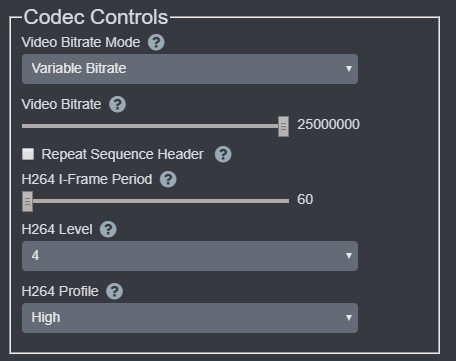 Codec Controls
Video Bitrate Mode ?
Variable Bitrate
Video Bitrate ?
25000000
Repeat Sequence Header ?
H264 I-Frame Period ?
60
H264 Level ?
4
H264 Profile ?
High